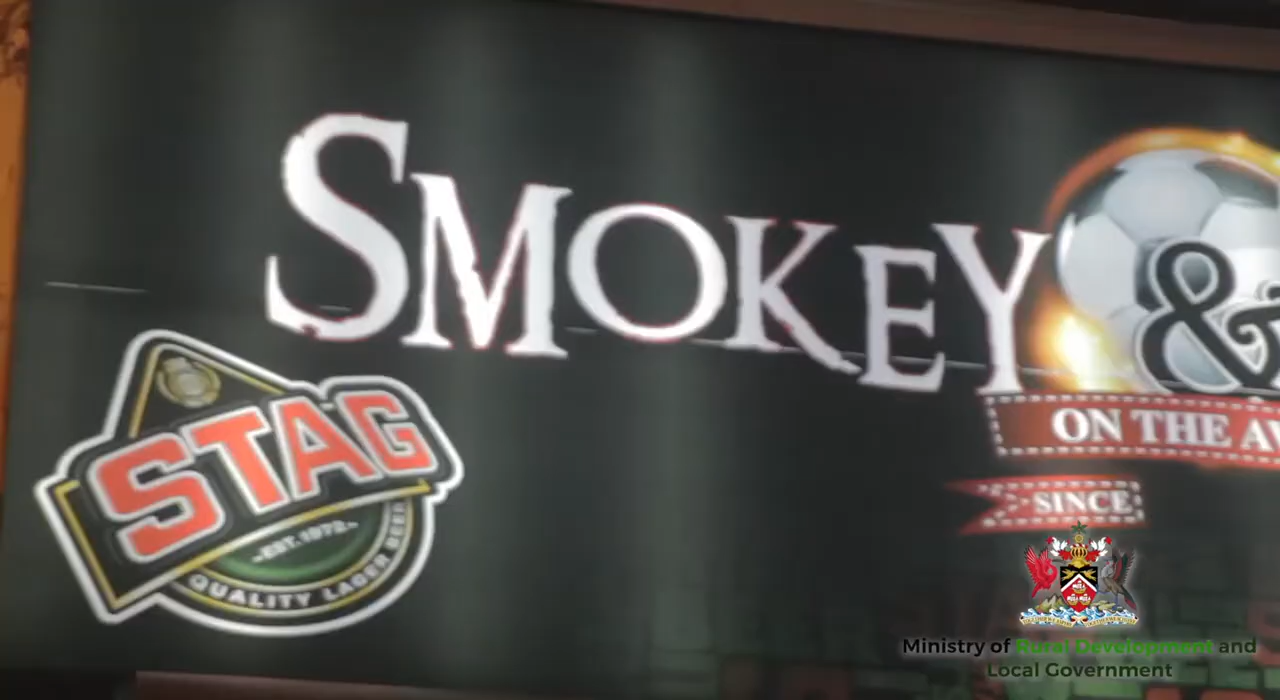 SMOKEY
&
ON THE AV
SINCE
STAG
EST. 1972.
QUALITY LAGER BEER
Ministry of Rural Development and
Local Government